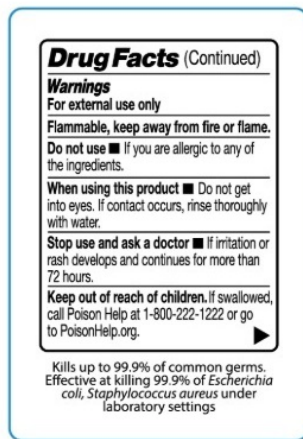 Drug Facts (Continued)
Warnings
For external use only
Flammable, keep away from fire or flame.
Do not use ■ If you are allergic to any of
the ingredients.
When using this product ■ Do not get
into eyes. If contact occurs, rinse thoroughly
with water.
Stop use and ask a doctor ■ If irritation or
rash develops and continues for more than
72 hours.
Keep out of reach of children. If swallowed,
call Poison Help at 1-800-222-1222 or go
to PoisonHelp.org.
Kills up to 99.9% of common germs.
Effective at killing 99.9% of Escherichia
coli, Staphylococcus aureus under
laboratory settings